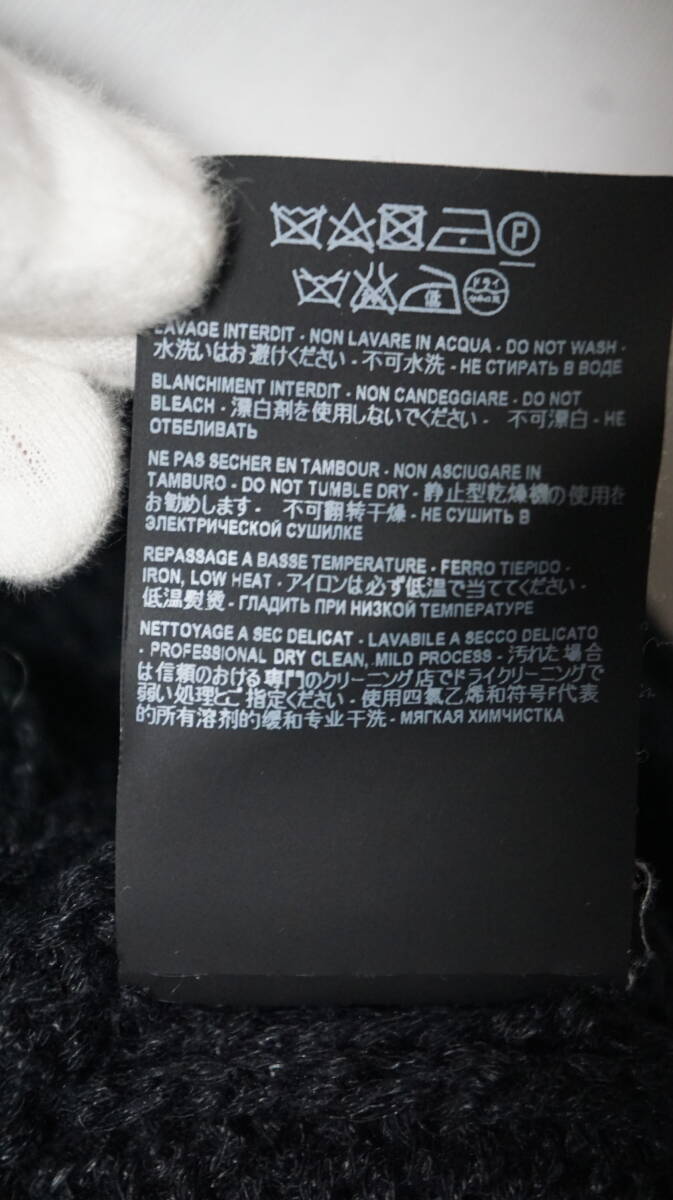 P
低 ドライ
LAVAGE INTERDIT - NON LAVARE IN ACQUA - DO NOT WASH -
水洗いはお避けください - 不可水洗 - НЕ СТИРАТЬ В ВОДЕ
BLANCHIMENT INTERDIT - NON CANDEGGIARE - DO NOT
BLEACH - 漂白剤を使用しないでください - 不可漂白 - НЕ
ОТБЕЛИВАТЬ
NE PAS SECHER EN TAMBOUR - NON ASCIUGARE IN
TAMBURO - DO NOT TUMBLE DRY - 静止型乾燥機の使用を
お勧めします - 不可翻转干燥 - НЕ СУШИТЬ В
ЭЛЕКТРИЧЕСКОЙ СУШИЛКЕ
REPASSAGE A BASSE TEMPERATURE - FERRO TIEPIDO -
IRON, LOW HEAT - アイロンは必ず低温で当ててください -
低温熨烫 - ГЛАДИТЬ ПРИ НИЗКОЙ ТЕМПЕРАТУРЕ
NETTOYAGE A SEC DELICAT - LAVABILE A SECCO DELICATO
- PROFESSIONAL DRY CLEAN, MILD PROCESS - 汚れた場合
は信頼のおける専門のクリーニング店でドライクリーニングで
弱い処理とご指定ください - 使用四氯乙烯和符号F代表
的所有溶剂的缓和专业干洗 - МЯГКАЯ ХИМЧИСТКА